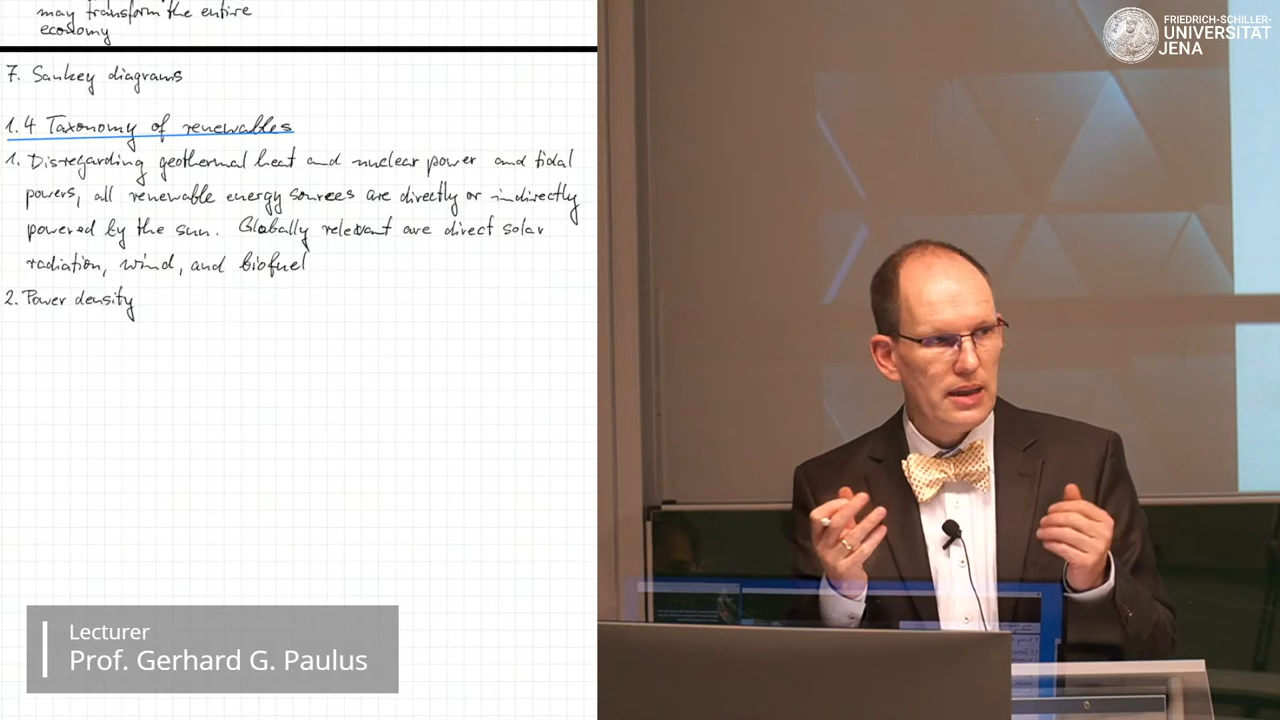 may transform the entire
economy
7. Sankey diagrams
1.4 Taxonomy of renewables
1. Disregarding geothermal heat and nuclear power and tidal
powers, all renewable energy sources are directly or indirectly
powered by the sun. Globally relevant are direct solar
radiation, wind, and biofuel
2. Power density
Lecturer
Prof. Gerhard G. Paulus
FRIEDRICH-SCHILLER-
UNIVERSITÄT
JENA